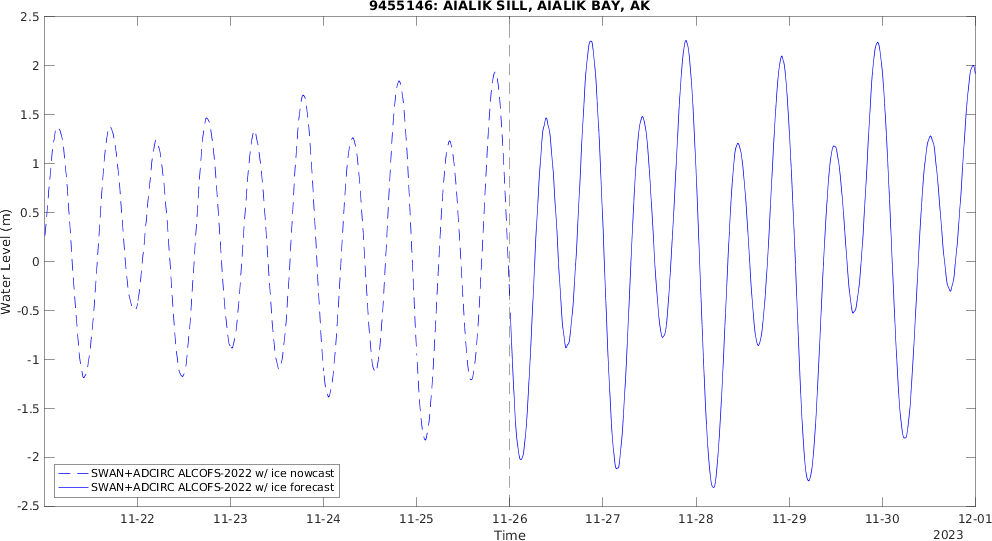 9455146: AIALIK SILL, AIALIK BAY, AK
2.5
2
1.5
1
0.5
0
-0.5
-1
-1.5
-2
-2.5
Water Level (m)
SWAN+ADCIRC ALCOFS-2022 w/ ice nowcast
SWAN+ADCIRC ALCOFS-2022 w/ ice forecast
11-22 11-23 11-24 11-25 11-26 11-27 11-28 11-29 11-30 12-01
Time
2023